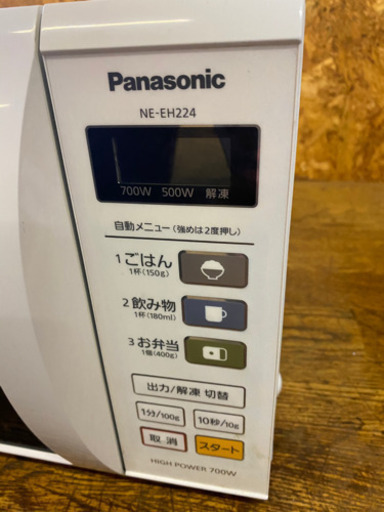 Panasonic
NE-EH224
700W 500W 解凍
自動メニュー(強めは2度押し)
1 ごはん
1杯(150g)
2 飲み物
1杯(180ml)
3 お弁当
1個(400g)
出力/解凍 切替
1分/100g 10秒/10g
取消 スタート
HIGH POWER 700W